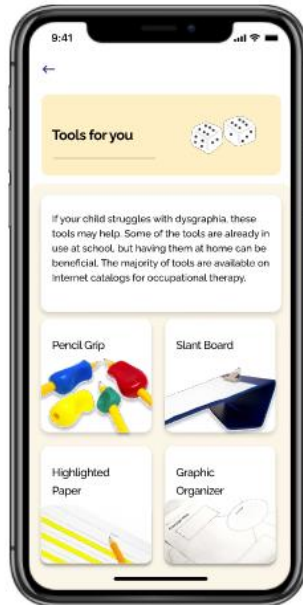 9:41
Tools for you
If your child struggles with dysgraphia, these
tools may help. Some of the tools are already in
use at school, but having them at home can be
beneficial. The majority of tools are available on
Internet catalogs for occupational therapy.
Pencil Grip
Slant Board
Highlighted
Paper
Graphic
Organizer